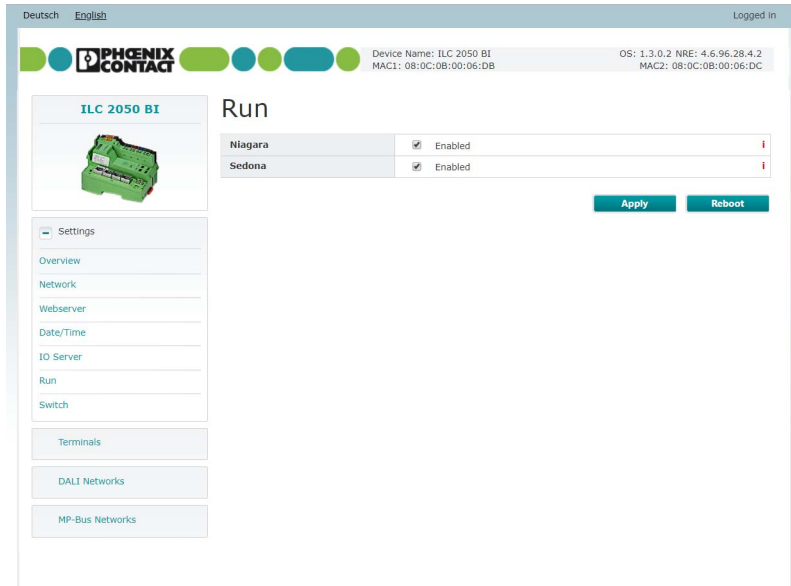 Deutsch English Logged in
PHŒNIX
CONTACT
Device Name: ILC 2050 BI OS: 1.3.0.2 NRE: 4.6.96.28.4.2
MAC1: 08:0C:0B:00:06:DB MAC2: 08:0C:0B:00:06:DC
ILC 2050 BI
Run
Niagara Enabled i
Sedona Enabled i
Apply Reboot
Settings
Overview
Network
Webserver
Date/Time
IO Server
Run
Switch
Terminals
DALI Networks
MP-Bus Networks